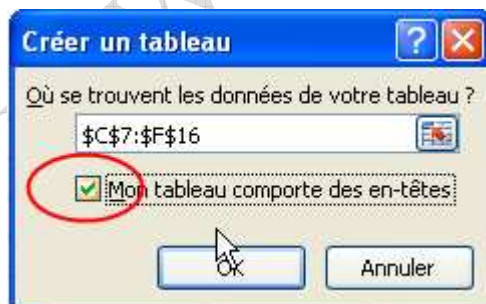 Créer un tableau
?
Où se trouvent les données de votre tableau ?
$C$7:$F$16
Mon tableau comporte des en-têtes
OK
Annuler